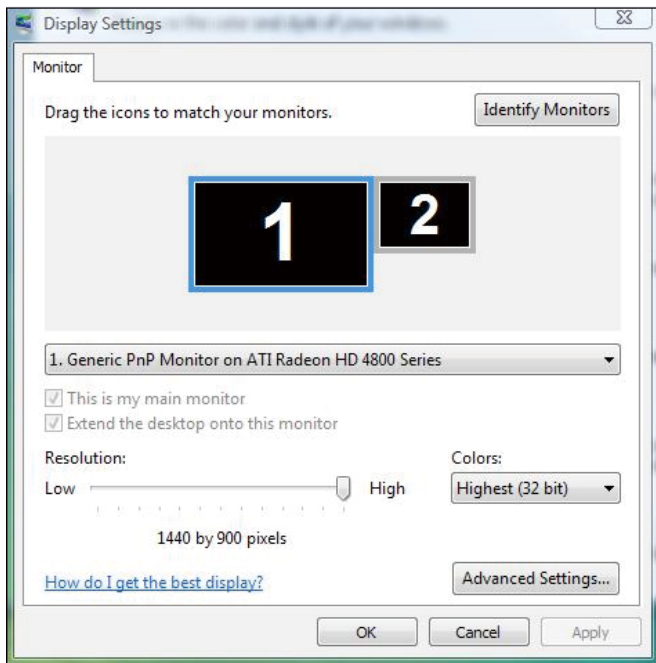 Display Settings
Monitor
Drag the icons to match your monitors.
Identify Monitors
1
2
1. Generic PnP Monitor on ATI Radeon HD 4800 Series
This is my main monitor
Extend the desktop onto this monitor
Resolution:
Colors:
Low
High
Highest (32 bit)
1440 by 900 pixels
How do I get the best display?
Advanced Settings...
OK
Cancel
Apply